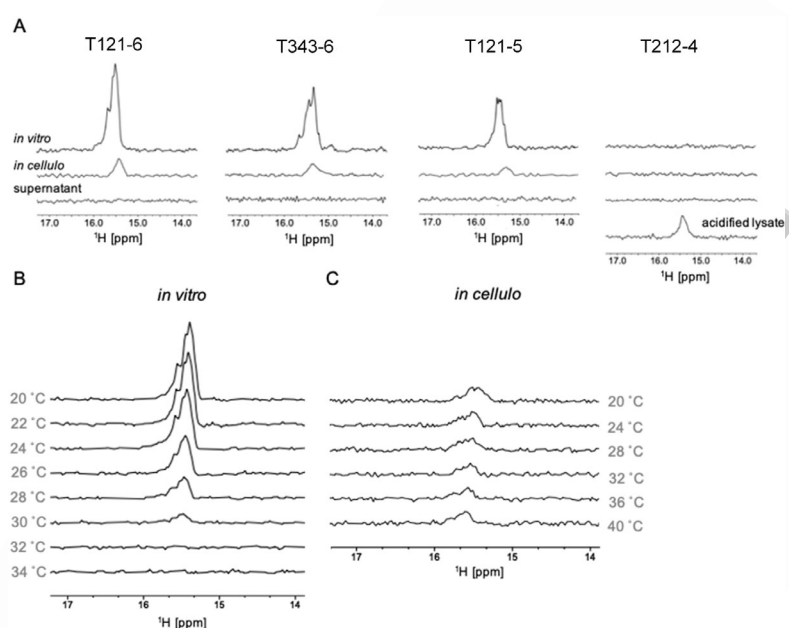 A
T121-6 T343-6 T121-5 T212-4
in vitro
in cellulo
supernatant
acidified lysate
17.0 16.0 15.0 14.0 17.0 16.0 15.0 14.0 17.0 16.0 15.0 14.0 17.0 16.0 15.0 14.0
¹H [ppm] ¹H [ppm] ¹H [ppm] ¹H [ppm]
B
in vitro
20 ˚C
22 ˚C
24 ˚C
26 ˚C
28 ˚C
30 ˚C
32 ˚C
34 ˚C
17 16 15 14
¹H [ppm]
C
in cellulo
20 ˚C
24 ˚C
28 ˚C
32 ˚C
36 ˚C
40 ˚C
17 16 15 14
¹H [ppm]